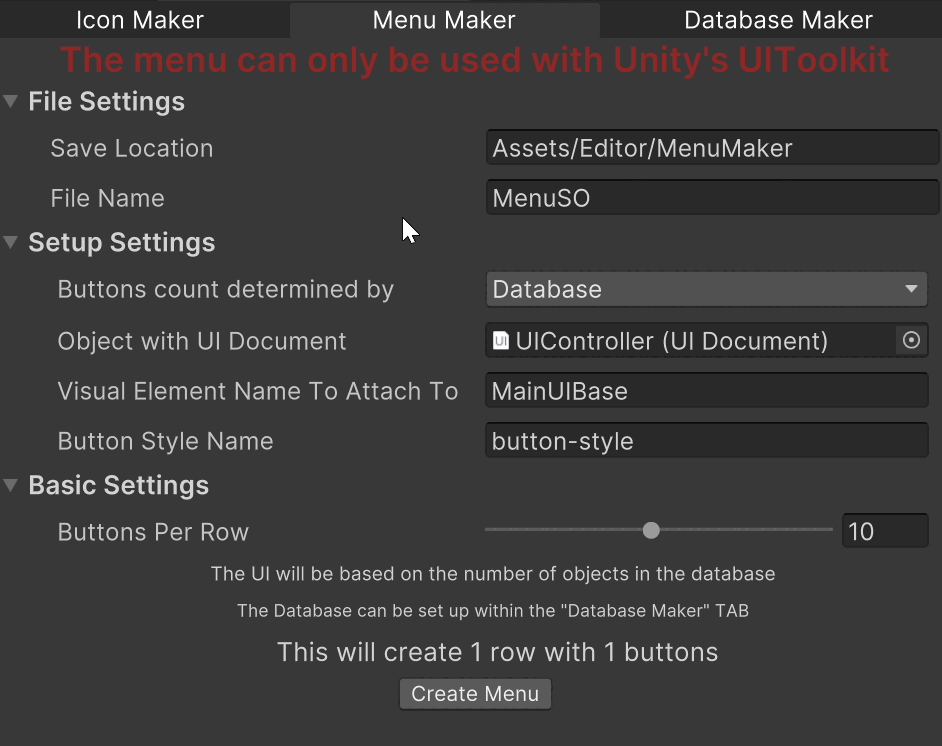 Icon Maker Menu Maker Database Maker
The menu can only be used with Unity's UIToolkit
File Settings
Save Location Assets/Editor/MenuMaker
File Name MenuSO
Setup Settings
Buttons count determined by Database
Object with UI Document UI UIController (UI Document)
Visual Element Name To Attach To MainUIBase
Button Style Name button-style
Basic Settings
Buttons Per Row 10
The UI will be based on the number of objects in the database
The Database can be set up within the "Database Maker" TAB
This will create 1 row with 1 buttons
Create Menu